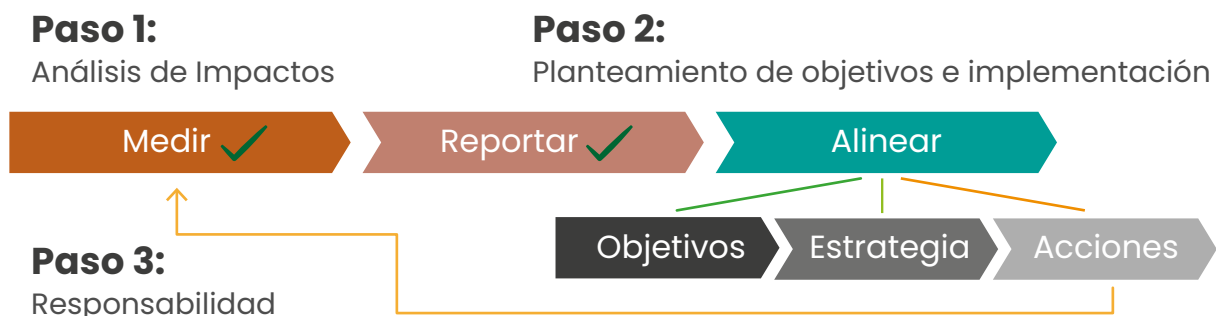 Paso 1:
Análisis de Impactos
Paso 2:
Planteamiento de objetivos e implementación
Medir
Reportar
Alinear
Objetivos
Estrategia
Acciones
Paso 3:
Responsabilidad